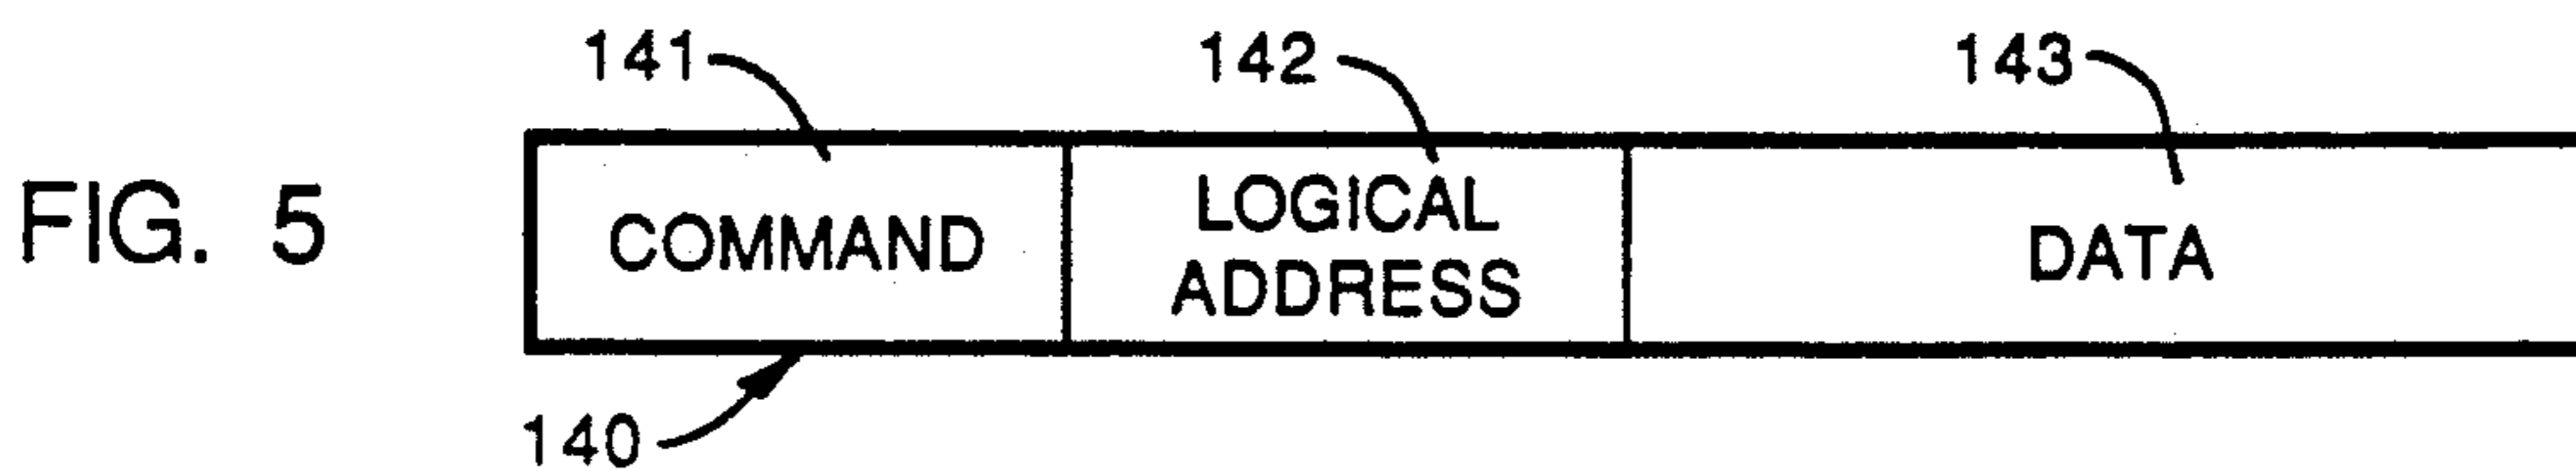 141
142
143
FIG. 5
COMMAND
LOGICAL
ADDRESS
DATA
140